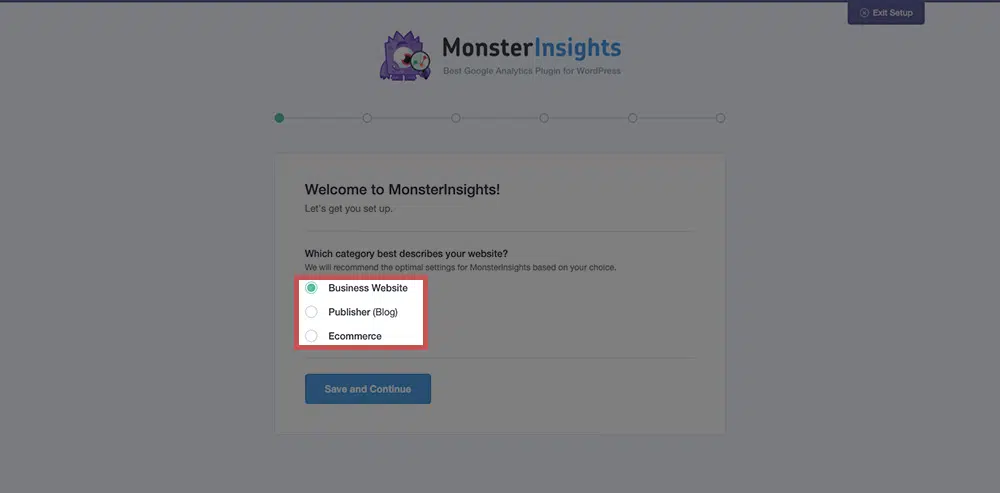 Exit Setup
MonsterInsights
Best Google Analytics Plugin for WordPress
Welcome to MonsterInsights!
Let's get you set up.
Which category best describes your website?
We will recommend the optimal settings for MonsterInsights based on your choice.
Business Website
Publisher (Blog)
Ecommerce
Save and Continue